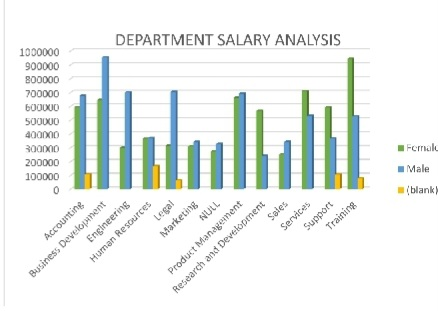 DEPARTMENT SALARY ANALYSIS
1000000
900000
800000
700000
600000
500000
400000
300000
200000
100000
0
Accounting
Business Development
Engineering
Human Resources
Legal
Marketing
NULL
Product Management
Research and Development
Sales
Services
Support
Training
Female
Male
(blank)